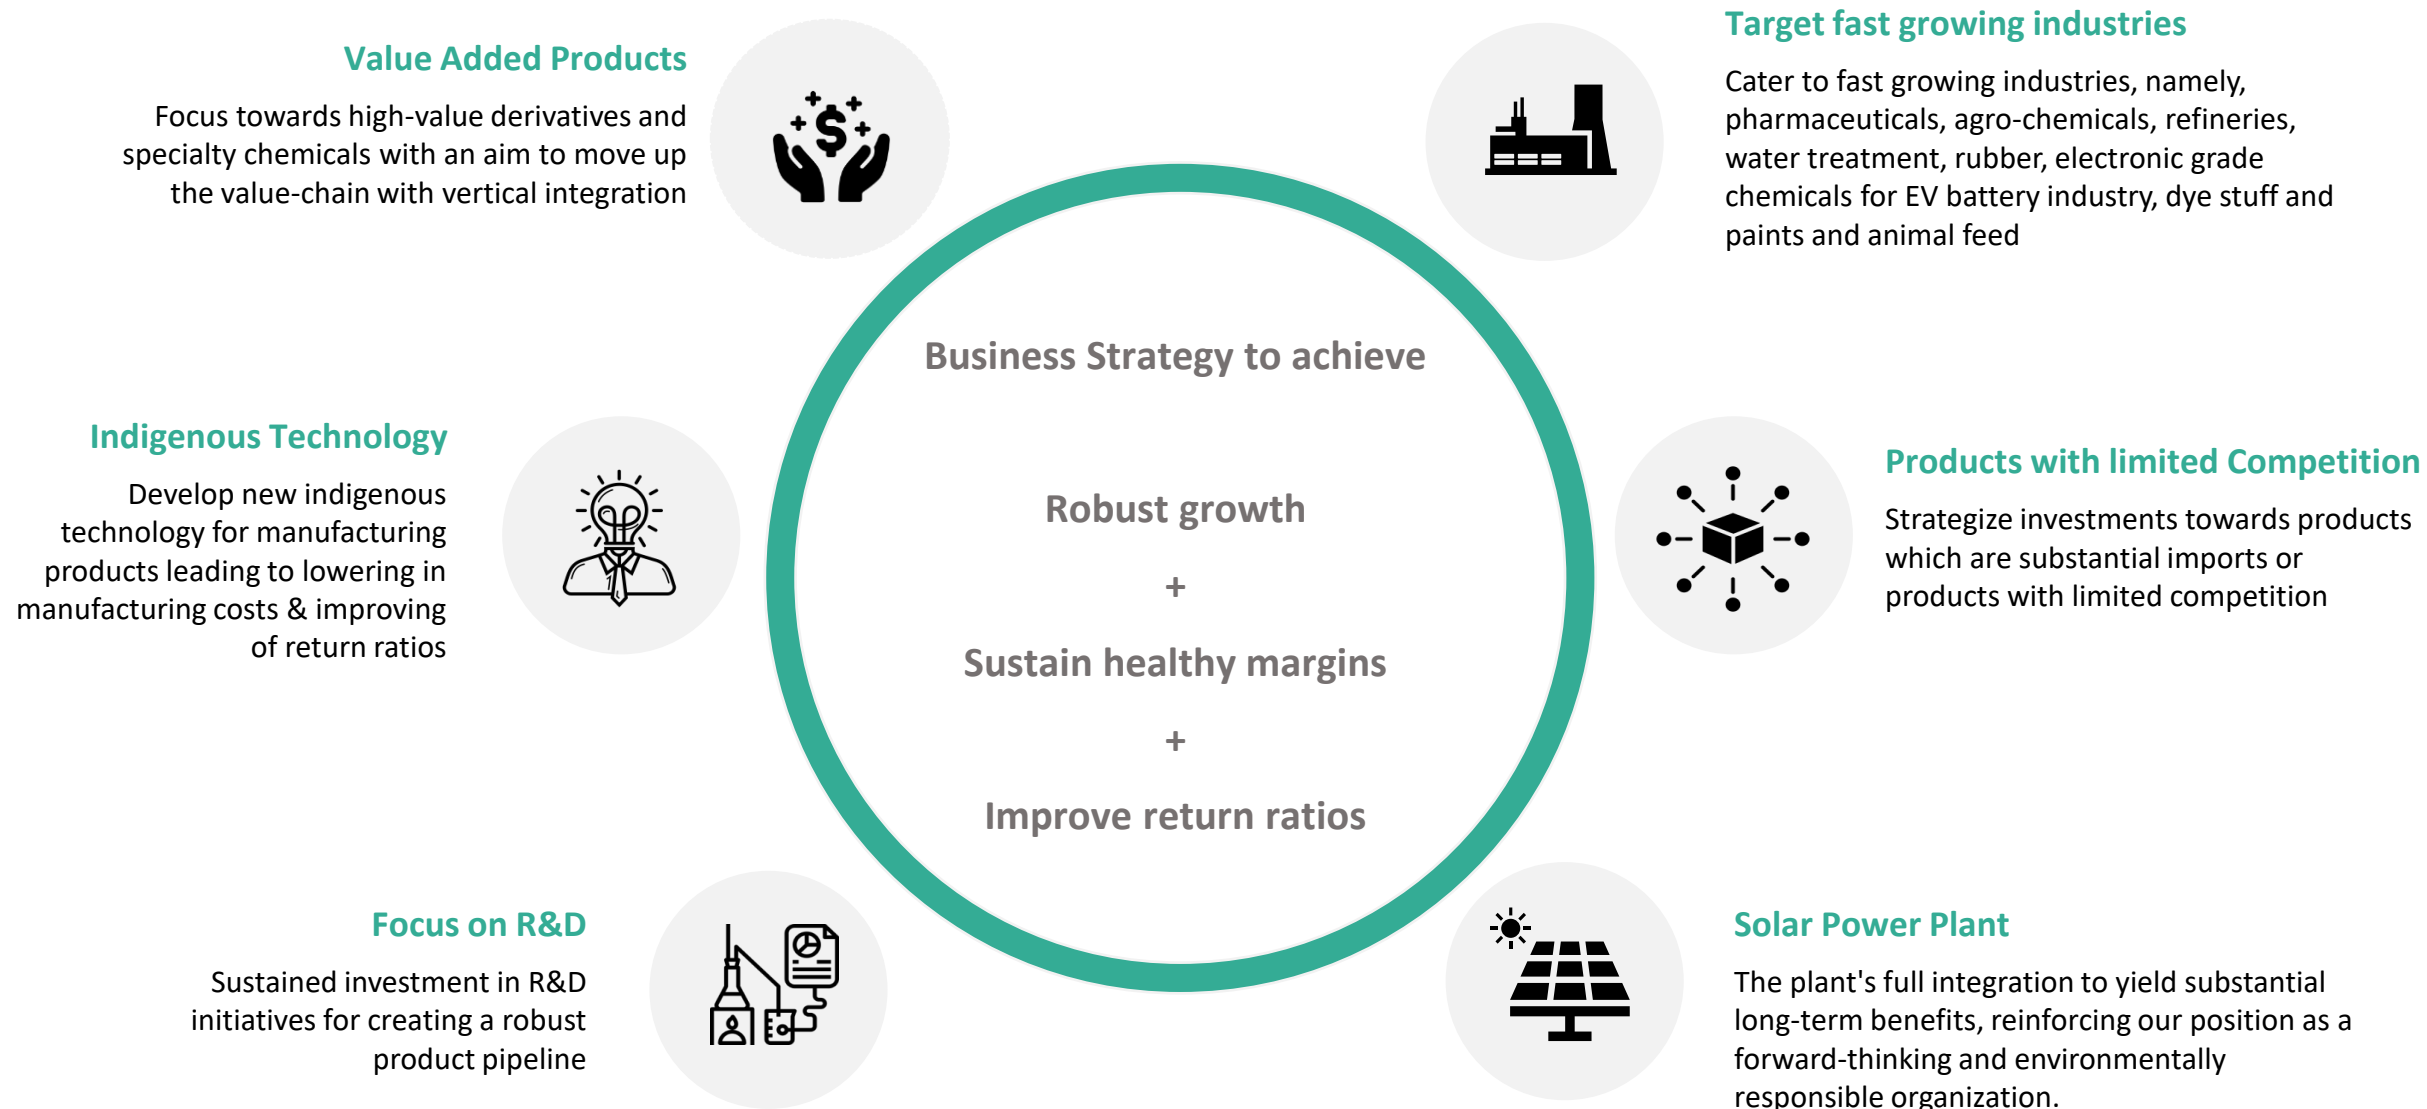 Value Added Products
Focus towards high-value derivatives and
specialty chemicals with an aim to move up
the value-chain with vertical integration
Target fast growing industries
Cater to fast growing industries, namely,
pharmaceuticals, agro-chemicals, refineries,
water treatment, rubber, electronic grade
chemicals for EV battery industry, dye stuff and
paints and animal feed
Business Strategy to achieve
Robust growth
+
Sustain healthy margins
+
Improve return ratios
Indigenous Technology
Develop new indigenous
technology for manufacturing
products leading to lowering in
manufacturing costs & improving
of return ratios
Products with limited Competition
Strategize investments towards products
which are substantial imports or
products with limited competition
Focus on R&D
Sustained investment in R&D
initiatives for creating a robust
product pipeline
Solar Power Plant
The plant's full integration to yield substantial
long-term benefits, reinforcing our position as a
forward-thinking and environmentally
responsible organization.